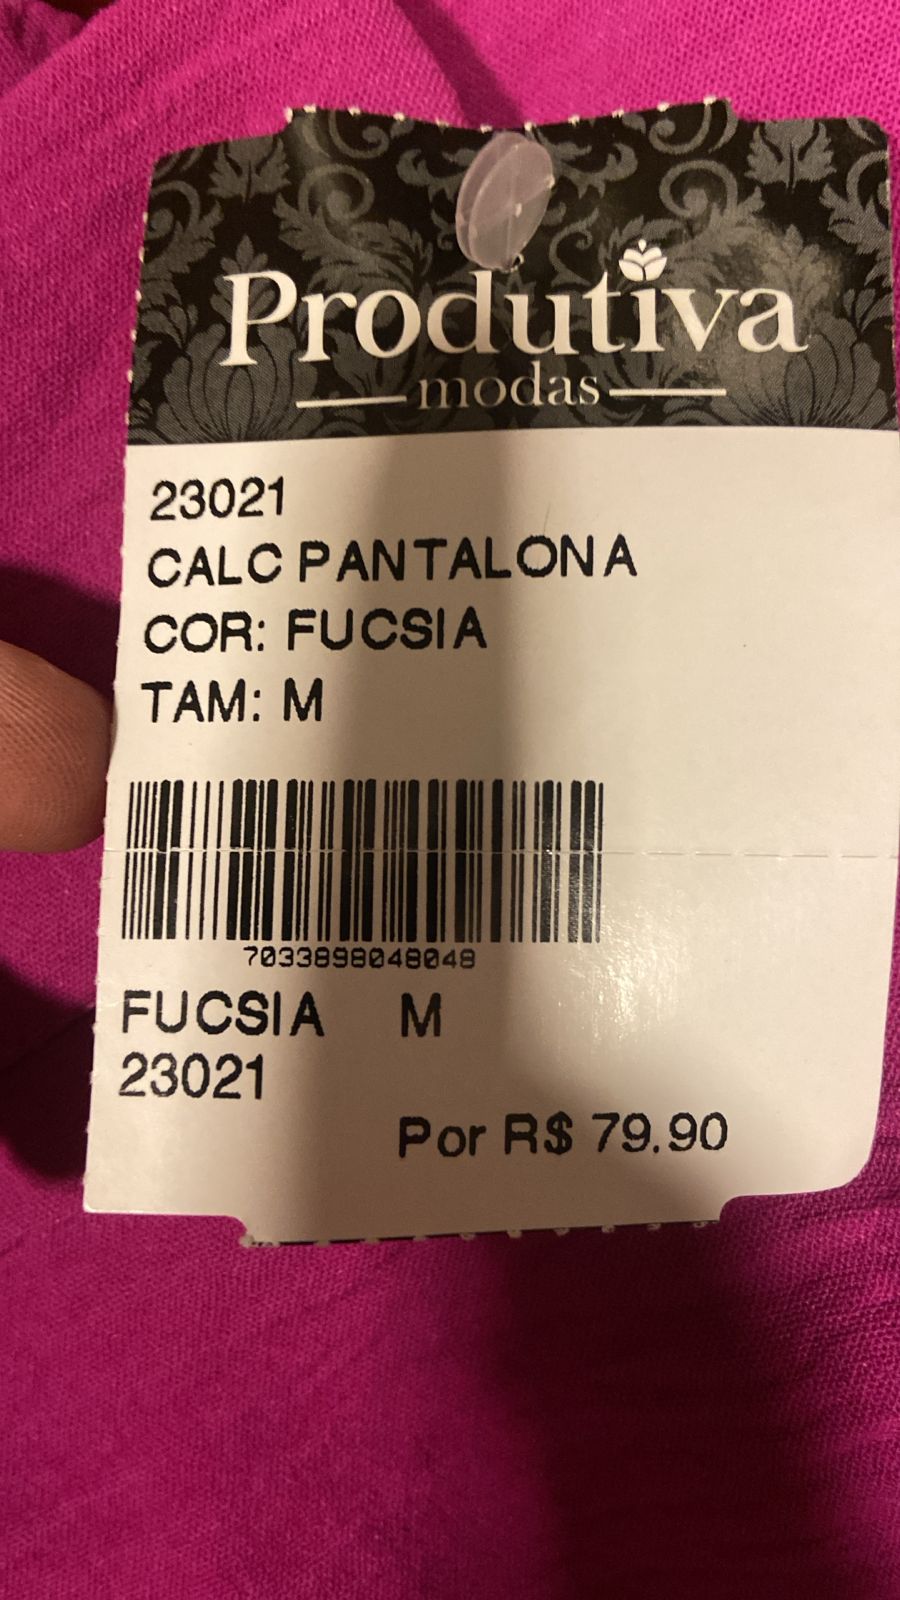 Produtiva
modas
23021
CALC PANTALONA
COR: FUCSIA
TAM: M
7033898048048
FUCSIA M
23021
Por R$ 79.90